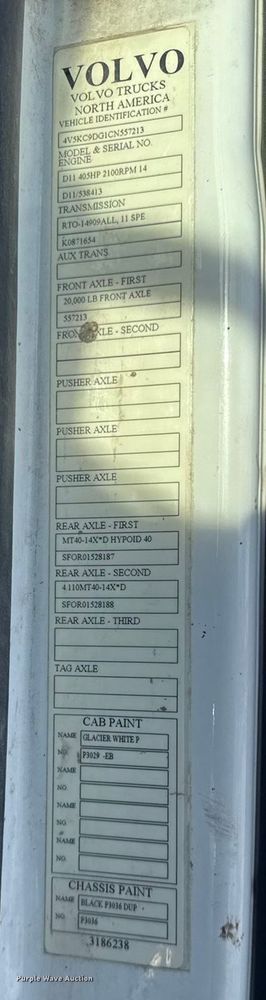 VOLVO
VOLVO TRUCKS
NORTH AMERICA
VEHICLE IDENTIFICATION #
4V5KC9DG1CN557213
MODEL & SERIAL NO.
ENGINE
D11 405HP 2100RPM 14
D11/538413
TRANSMISSION
RTO-14909ALL, 11 SPE
K0871654
AUX TRANS
FRONT AXLE - FIRST
20,000 LB FRONT AXLE
557213
FRONT AXLE - SECOND
PUSHER AXLE
PUSHER AXLE
PUSHER AXLE
REAR AXLE - FIRST
MT40-14X*D HYPOID 40
SFOR01528187
REAR AXLE - SECOND
4.110MT40-14X*D
SFOR01528188
REAR AXLE - THIRD
TAG AXLE
CAB PAINT
NAME GLACIER WHITE P
NO. P3029 -EB
NAME
NO.
NAME
NO.
NAME
NO.
CHASSIS PAINT
NAME BLACK P3036 DUP
NO. P3036
3186238
Purple Wave Auction